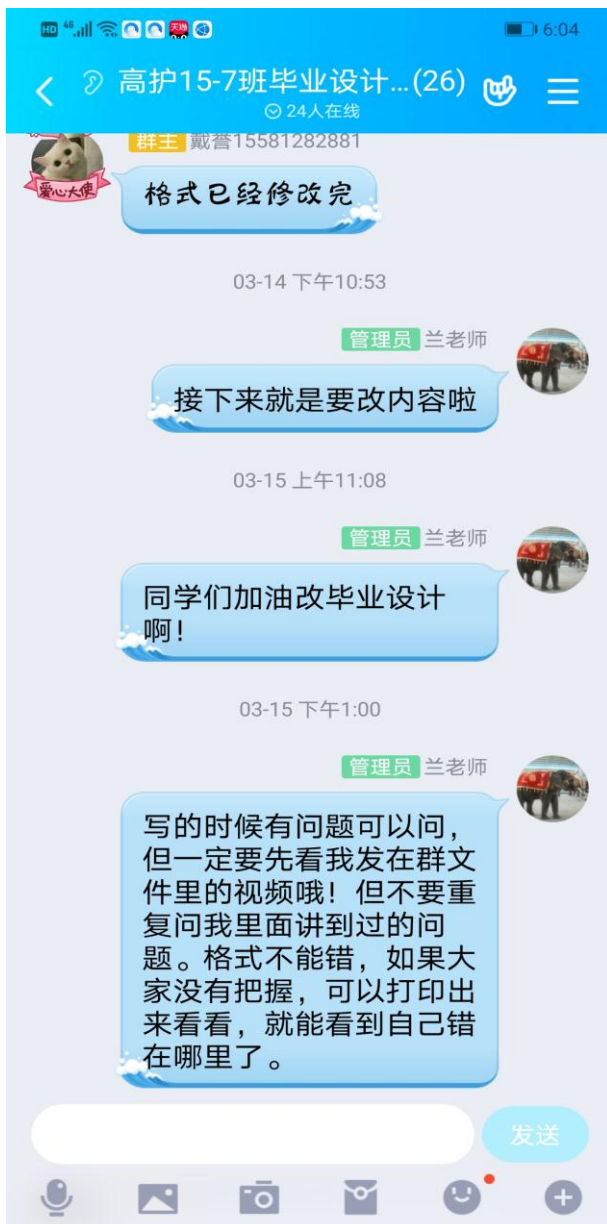 HD 4G 天猫 6:04
高护15-7班毕业设计...(26)
24人在线
群主 戴誉15581282881
爱心大使
格式已经修改完
03-14 下午10:53
管理员 兰老师
接下来就是要改内容啦
03-15 上午11:08
管理员 兰老师
同学们加油改毕业设计
啊！
03-15 下午1:00
管理员 兰老师
写的时候有问题可以问，
但一定要先看我发在群文
件里的视频哦！但不要重
复问我里面讲到过的问
题。格式不能错，如果大
家没有把握，可以打印出
来看看，就能看到自己错
在哪里了。
发送